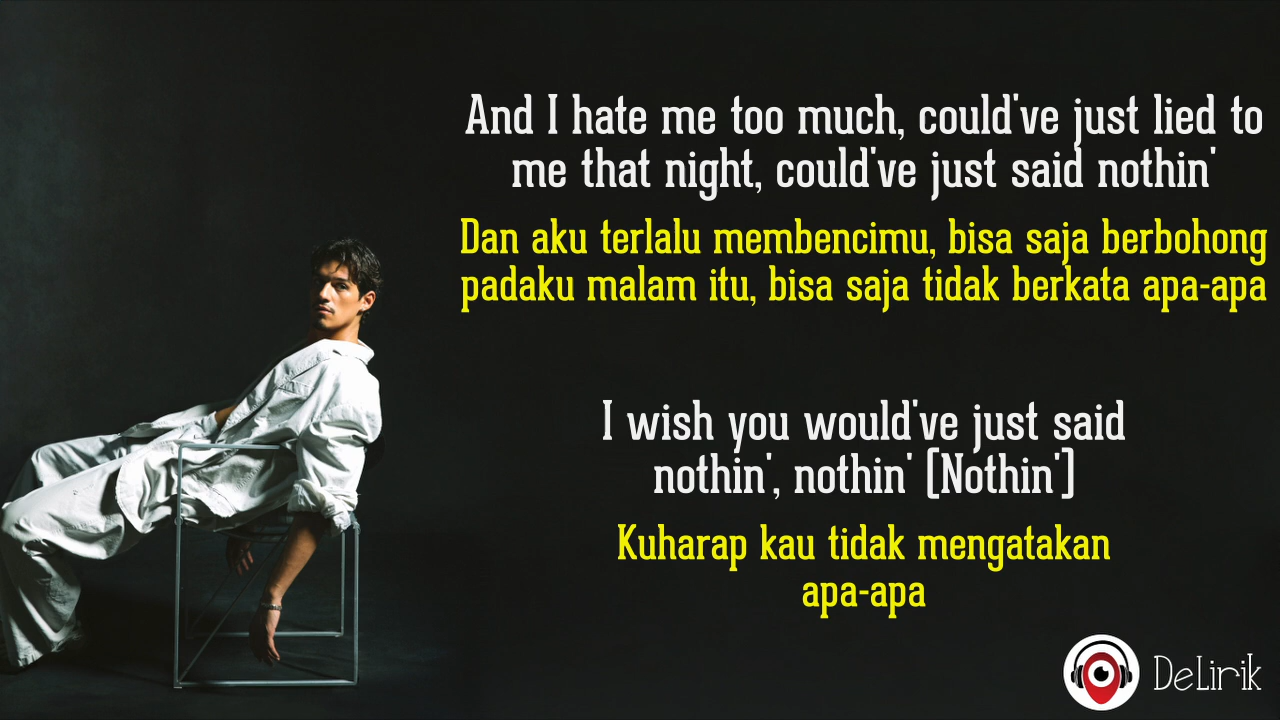 And I hate me too much, could've just lied to
me that night, could've just said nothin'
Dan aku terlalu membencimu, bisa saja berbohong
padaku malam itu, bisa saja tidak berkata apa-apa
I wish you would've just said
nothin', nothin' (Nothin')
Kuharap kau tidak mengatakan
apa-apa
DeLirik